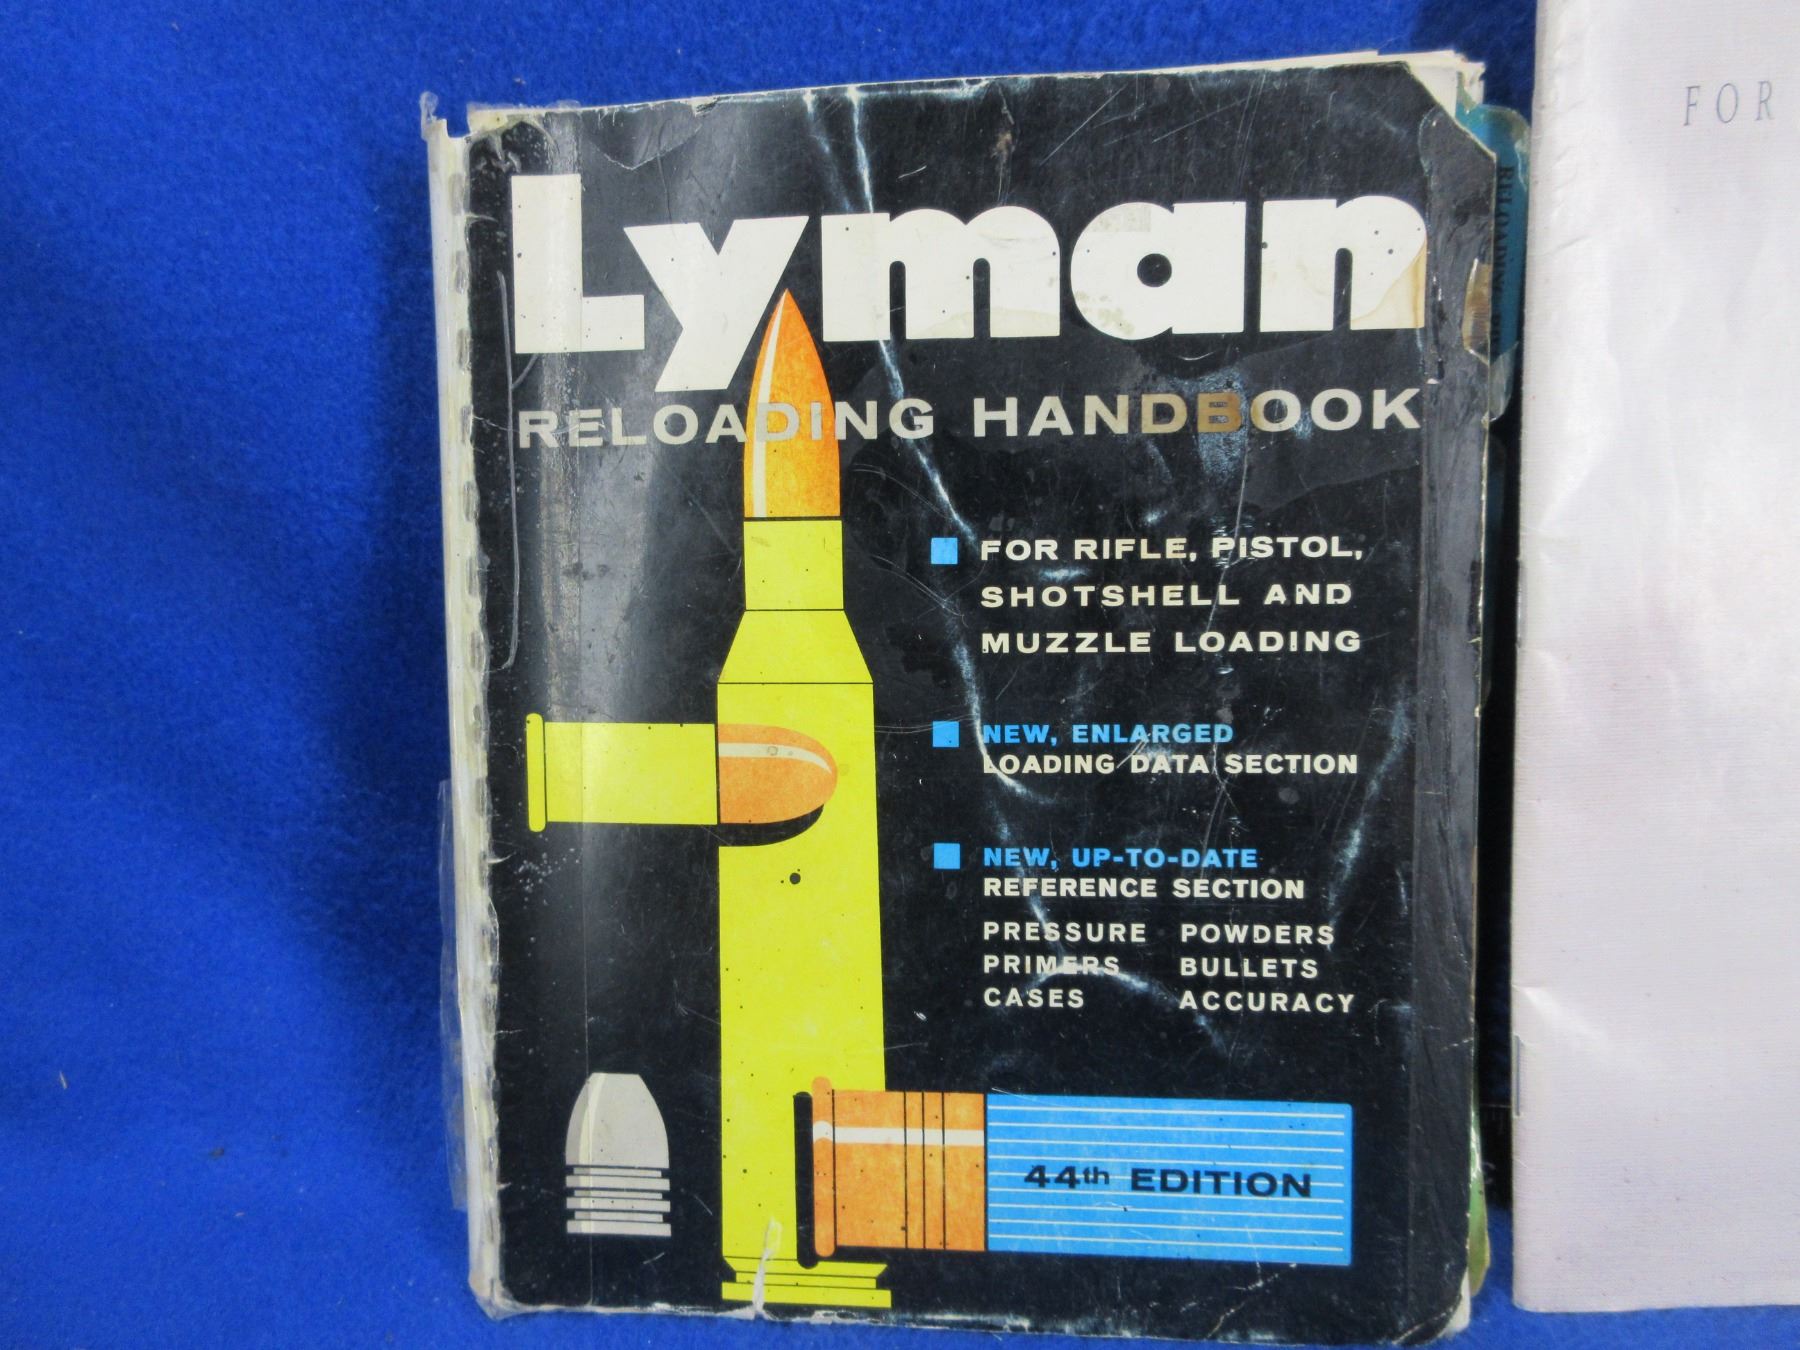 Lyman
RELOADING HANDBOOK
FOR RIFLE, PISTOL,
SHOTSHELL AND
MUZZLE LOADING
NEW, ENLARGED
LOADING DATA SECTION
NEW, UP-TO-DATE
REFERENCE SECTION
PRESSURE POWDERS
PRIMERS BULLETS
CASES ACCURACY
44th EDITION
RELOADING
FOR